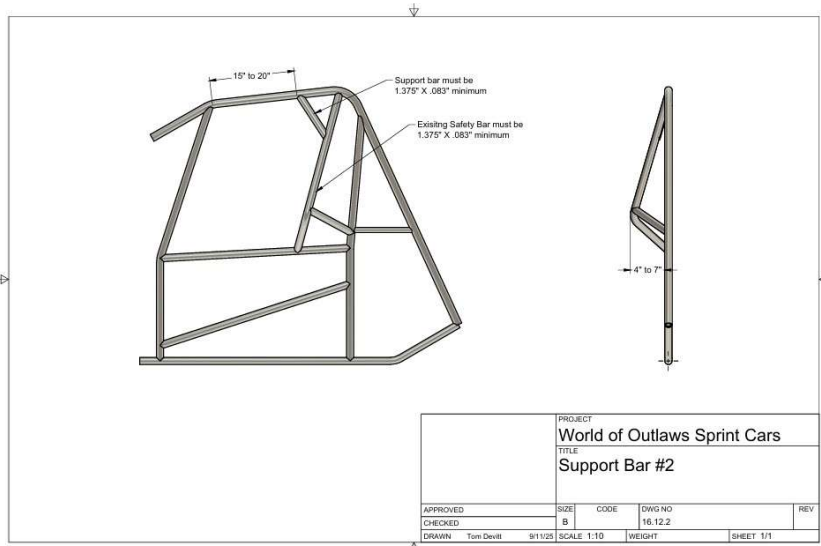 15" to 20"
Support bar must be
1.375" X .083" minimum
Exisitng Safety Bar must be
1.375" X .083" minimum
4" to 7"
PROJECT
World of Outlaws Sprint Cars
TITLE
Support Bar #2
APPROVED
SIZE CODE DWG NO REV
CHECKED
B 16.12.2
DRAWN Tom Devitt 9/11/25 SCALE 1:10 WEIGHT SHEET 1/1